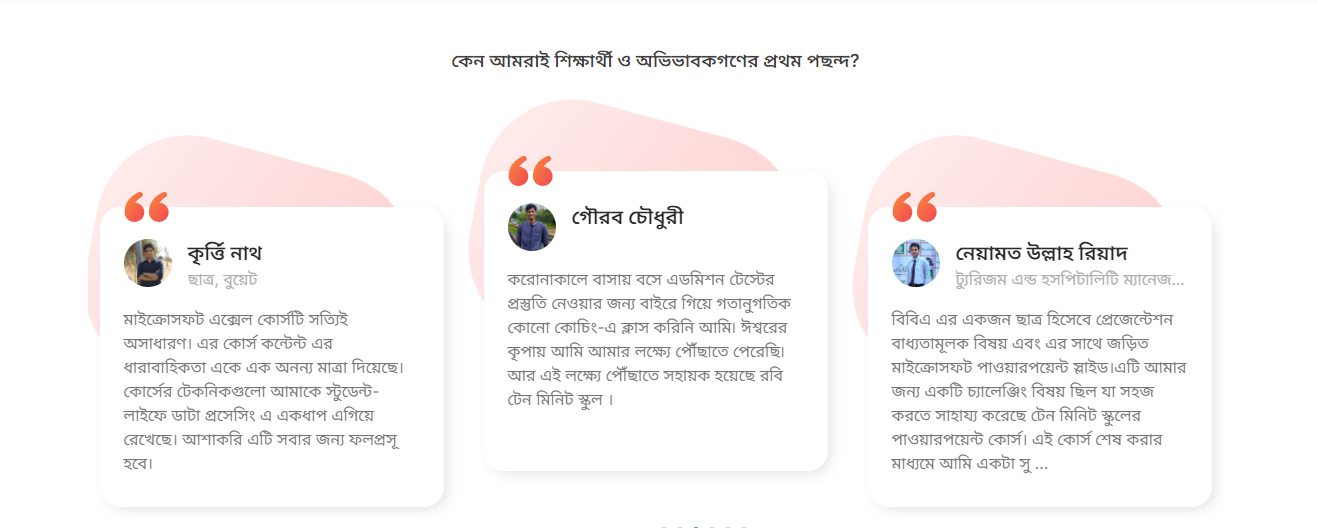 কেন আমরাই শিক্ষার্থী ও অভিভাবকগণের প্রথম পছন্দ?
কৃর্ত্তি নাথ
ছাত্র, বুয়েট
মাইক্রোসফট এক্সেল কোর্সটি সত্যিই
অসাধারণ। এর কোর্স কন্টেন্ট এর
ধারাবাহিকতা একে এক অনন্য মাত্রা দিয়েছে।
কোর্সের টেকনিকগুলো আমাকে স্টুডেন্ট-
লাইফে ডাটা প্রসেসিং এ একধাপ এগিয়ে
রেখেছে। আশাকরি এটি সবার জন্য ফলপ্রসূ
হবে।
গৌরব চৌধুরী
করোনাকালে বাসায় বসে এডমিশন টেস্টের
প্রস্তুতি নেওয়ার জন্য বাইরে গিয়ে গতানুগতিক
কোনো কোচিং-এ ক্লাস করিনি আমি। ঈশ্বরের
কৃপায় আমি আমার লক্ষ্যে পৌঁছাতে পেরেছি।
আর এই লক্ষ্যে পৌঁছাতে সহায়ক হয়েছে রবি
টেন মিনিট স্কুল ।
নেয়ামত উল্লাহ রিয়াদ
ট্যুরিজম এন্ড হসপিটালিটি ম্যানেজ...
বিবিএ এর একজন ছাত্র হিসেবে প্রেজেন্টেশন
বাধ্যতামূলক বিষয় এবং এর সাথে জড়িত
মাইক্রোসফট পাওয়ারপয়েন্ট স্লাইড।এটি আমার
জন্য একটি চ্যালেঞ্জিং বিষয় ছিল যা সহজ
করতে সাহায্য করেছে টেন মিনিট স্কুলের
পাওয়ারপয়েন্ট কোর্স। এই কোর্স শেষ করার
মাধ্যমে আমি একটা সু ...